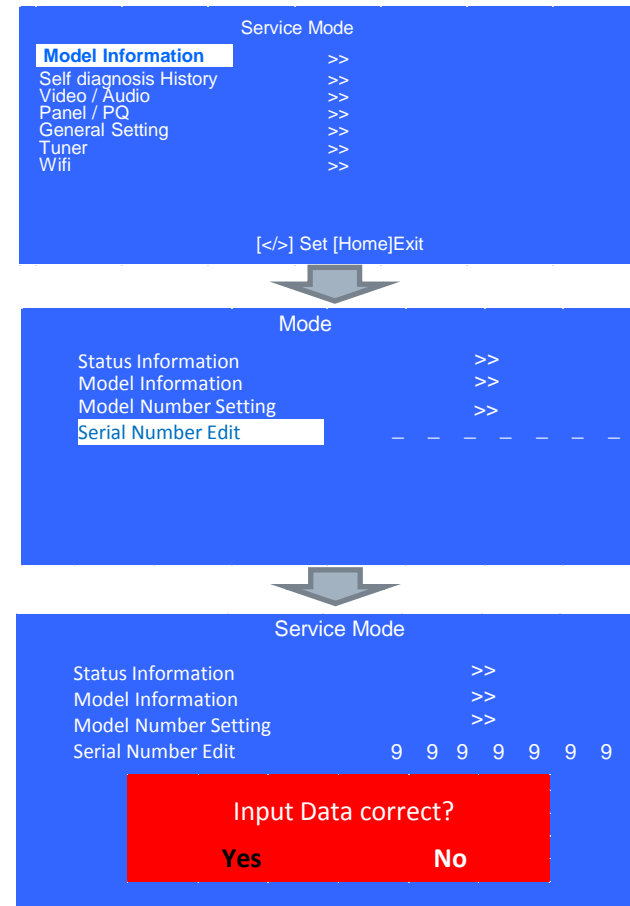 Service Mode
Model Information >>
Self diagnosis History >>
Video / Audio >>
Panel / PQ >>
General Setting >>
Tuner >>
Wifi >>
[</>] Set [Home]Exit
Mode
Status Information >>
Model Information >>
Model Number Setting >>
Serial Number Edit _ _ _ _ _ _ _
Service Mode
Status Information >>
Model Information >>
Model Number Setting >>
Serial Number Edit 9 9 9 9 9 9 9
Input Data correct?
Yes No